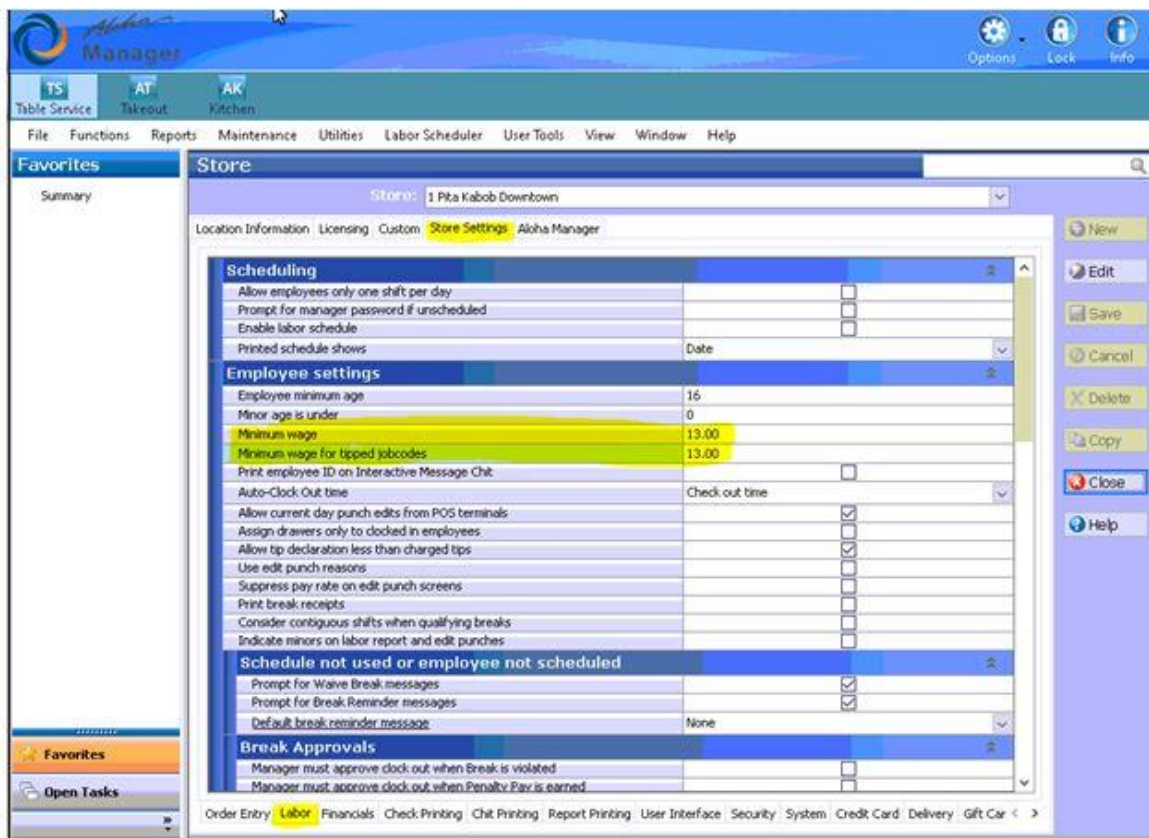 Aloha
Manager
Options
Lock
Info
TS
AT
AK
Table Service
Takeout
Kitchen
File Functions Reports Maintenance Utilities Labor Scheduler User Tools View Window Help
Favorites
Summary
Store
Store: 1 Pita Kabob Downtown
Location Information Licensing Custom Store Settings Aloha Manager
Scheduling
Allow employees only one shift per day
Prompt for manager password if unscheduled
Enable labor schedule
Printed schedule shows Date
Employee settings
Employee minimum age 16
Minor age is under 0
Minimum wage 13.00
Minimum wage for tipped jobcodes 13.00
Print employee ID on Interactive Message Chit
Auto-Clock Out time Check out time
Allow current day punch edits from POS terminals
Assign drawers only to clocked in employees
Allow tip declaration less than charged tips
Use edit punch reasons
Suppress pay rate on edit punch screens
Print break receipts
Consider contiguous shifts when qualifying breaks
Indicate minors on labor report and edit punches
Schedule not used or employee not scheduled
Prompt for Waive Break messages
Prompt for Break Reminder messages
Default break reminder message None
Break Approvals
Manager must approve clock out when Break is violated
Manager must approve clock out when Penalty Pay is earned
Order Entry Labor Financials Check Printing Chit Printing Report Printing User Interface Security System Credit Card Delivery Gift Car
New
Edit
Save
Cancel
Delete
Copy
Close
Help
Favorites
Open Tasks